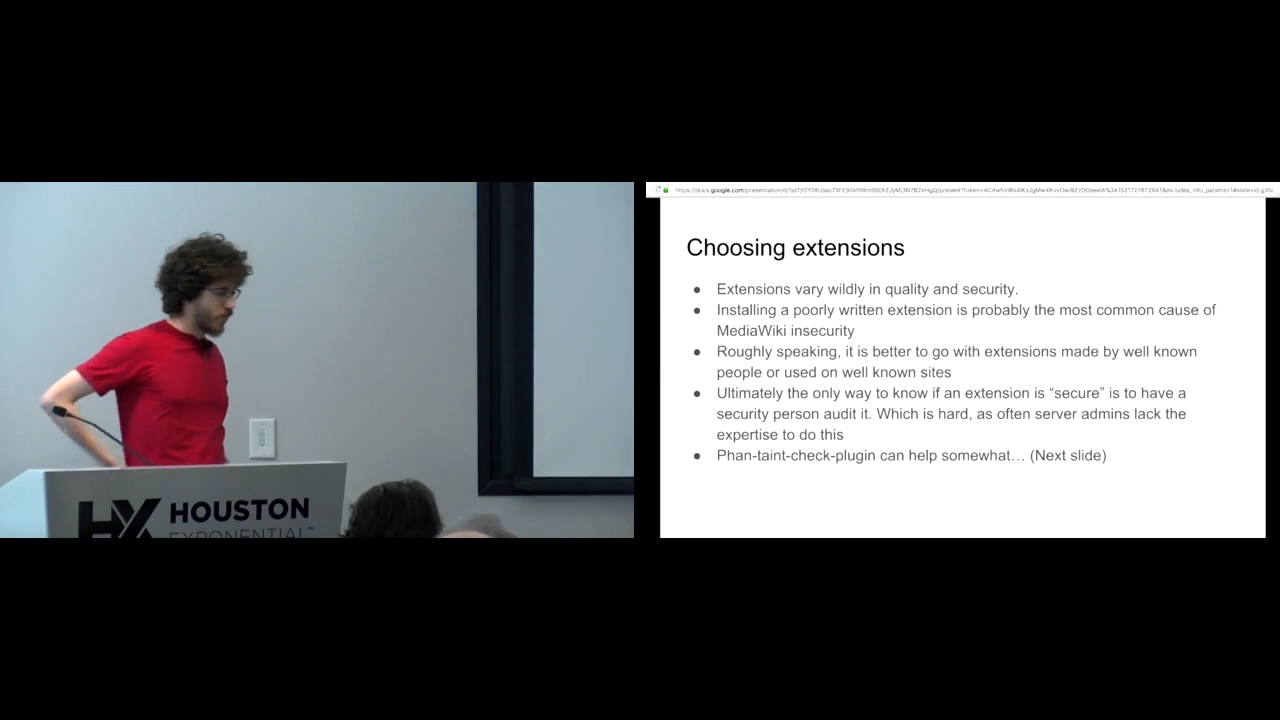 Choosing extensions
● Extensions vary wildly in quality and security.
● Installing a poorly written extension is probably the most common cause of
MediaWiki insecurity
● Roughly speaking, it is better to go with extensions made by well known
people or used on well known sites
● Ultimately the only way to know if an extension is “secure” is to have a
security person audit it. Which is hard, as often server admins lack the
expertise to do this
● Phan-taint-check-plugin can help somewhat… (Next slide)
HX HOUSTON
EXPONENTIAL™